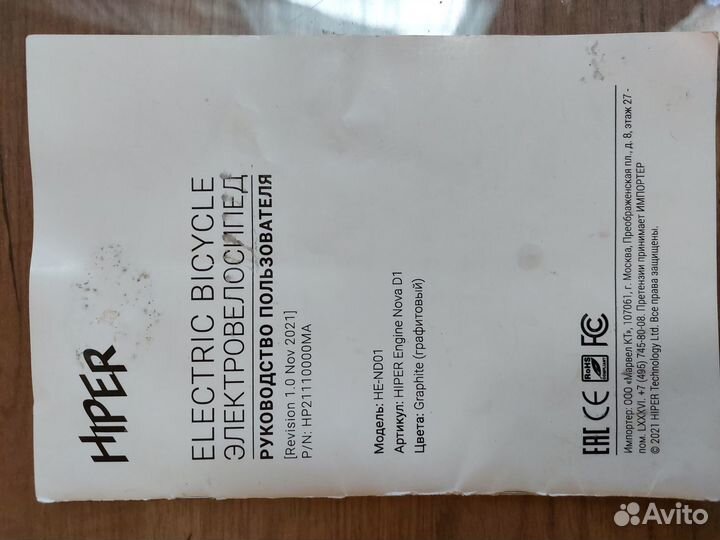 HIPER
ELECTRIC BICYCLE
ЭЛЕКТРОВЕЛОСИПЕД
РУКОВОДСТВО ПОЛЬЗОВАТЕЛЯ
[Revision 1.0 Nov 2021]
P/N: HP21110000MA
Модель: HE-ND01
Артикул: HIPER Engine Nova D1
Цвета: Graphite (графитовый)
EAC CE RoHS COMPLIANT FC
Импортер: ООО «Марвел КТ», 107061, г. Москва, Преображенская пл., д. 8, этаж 27 -
пом. LXXXVI. +7 (495) 745-80-08. Претензии принимает ИМПОРТЕР
© 2021 HIPER Technology Ltd. Все права защищены.
Avito